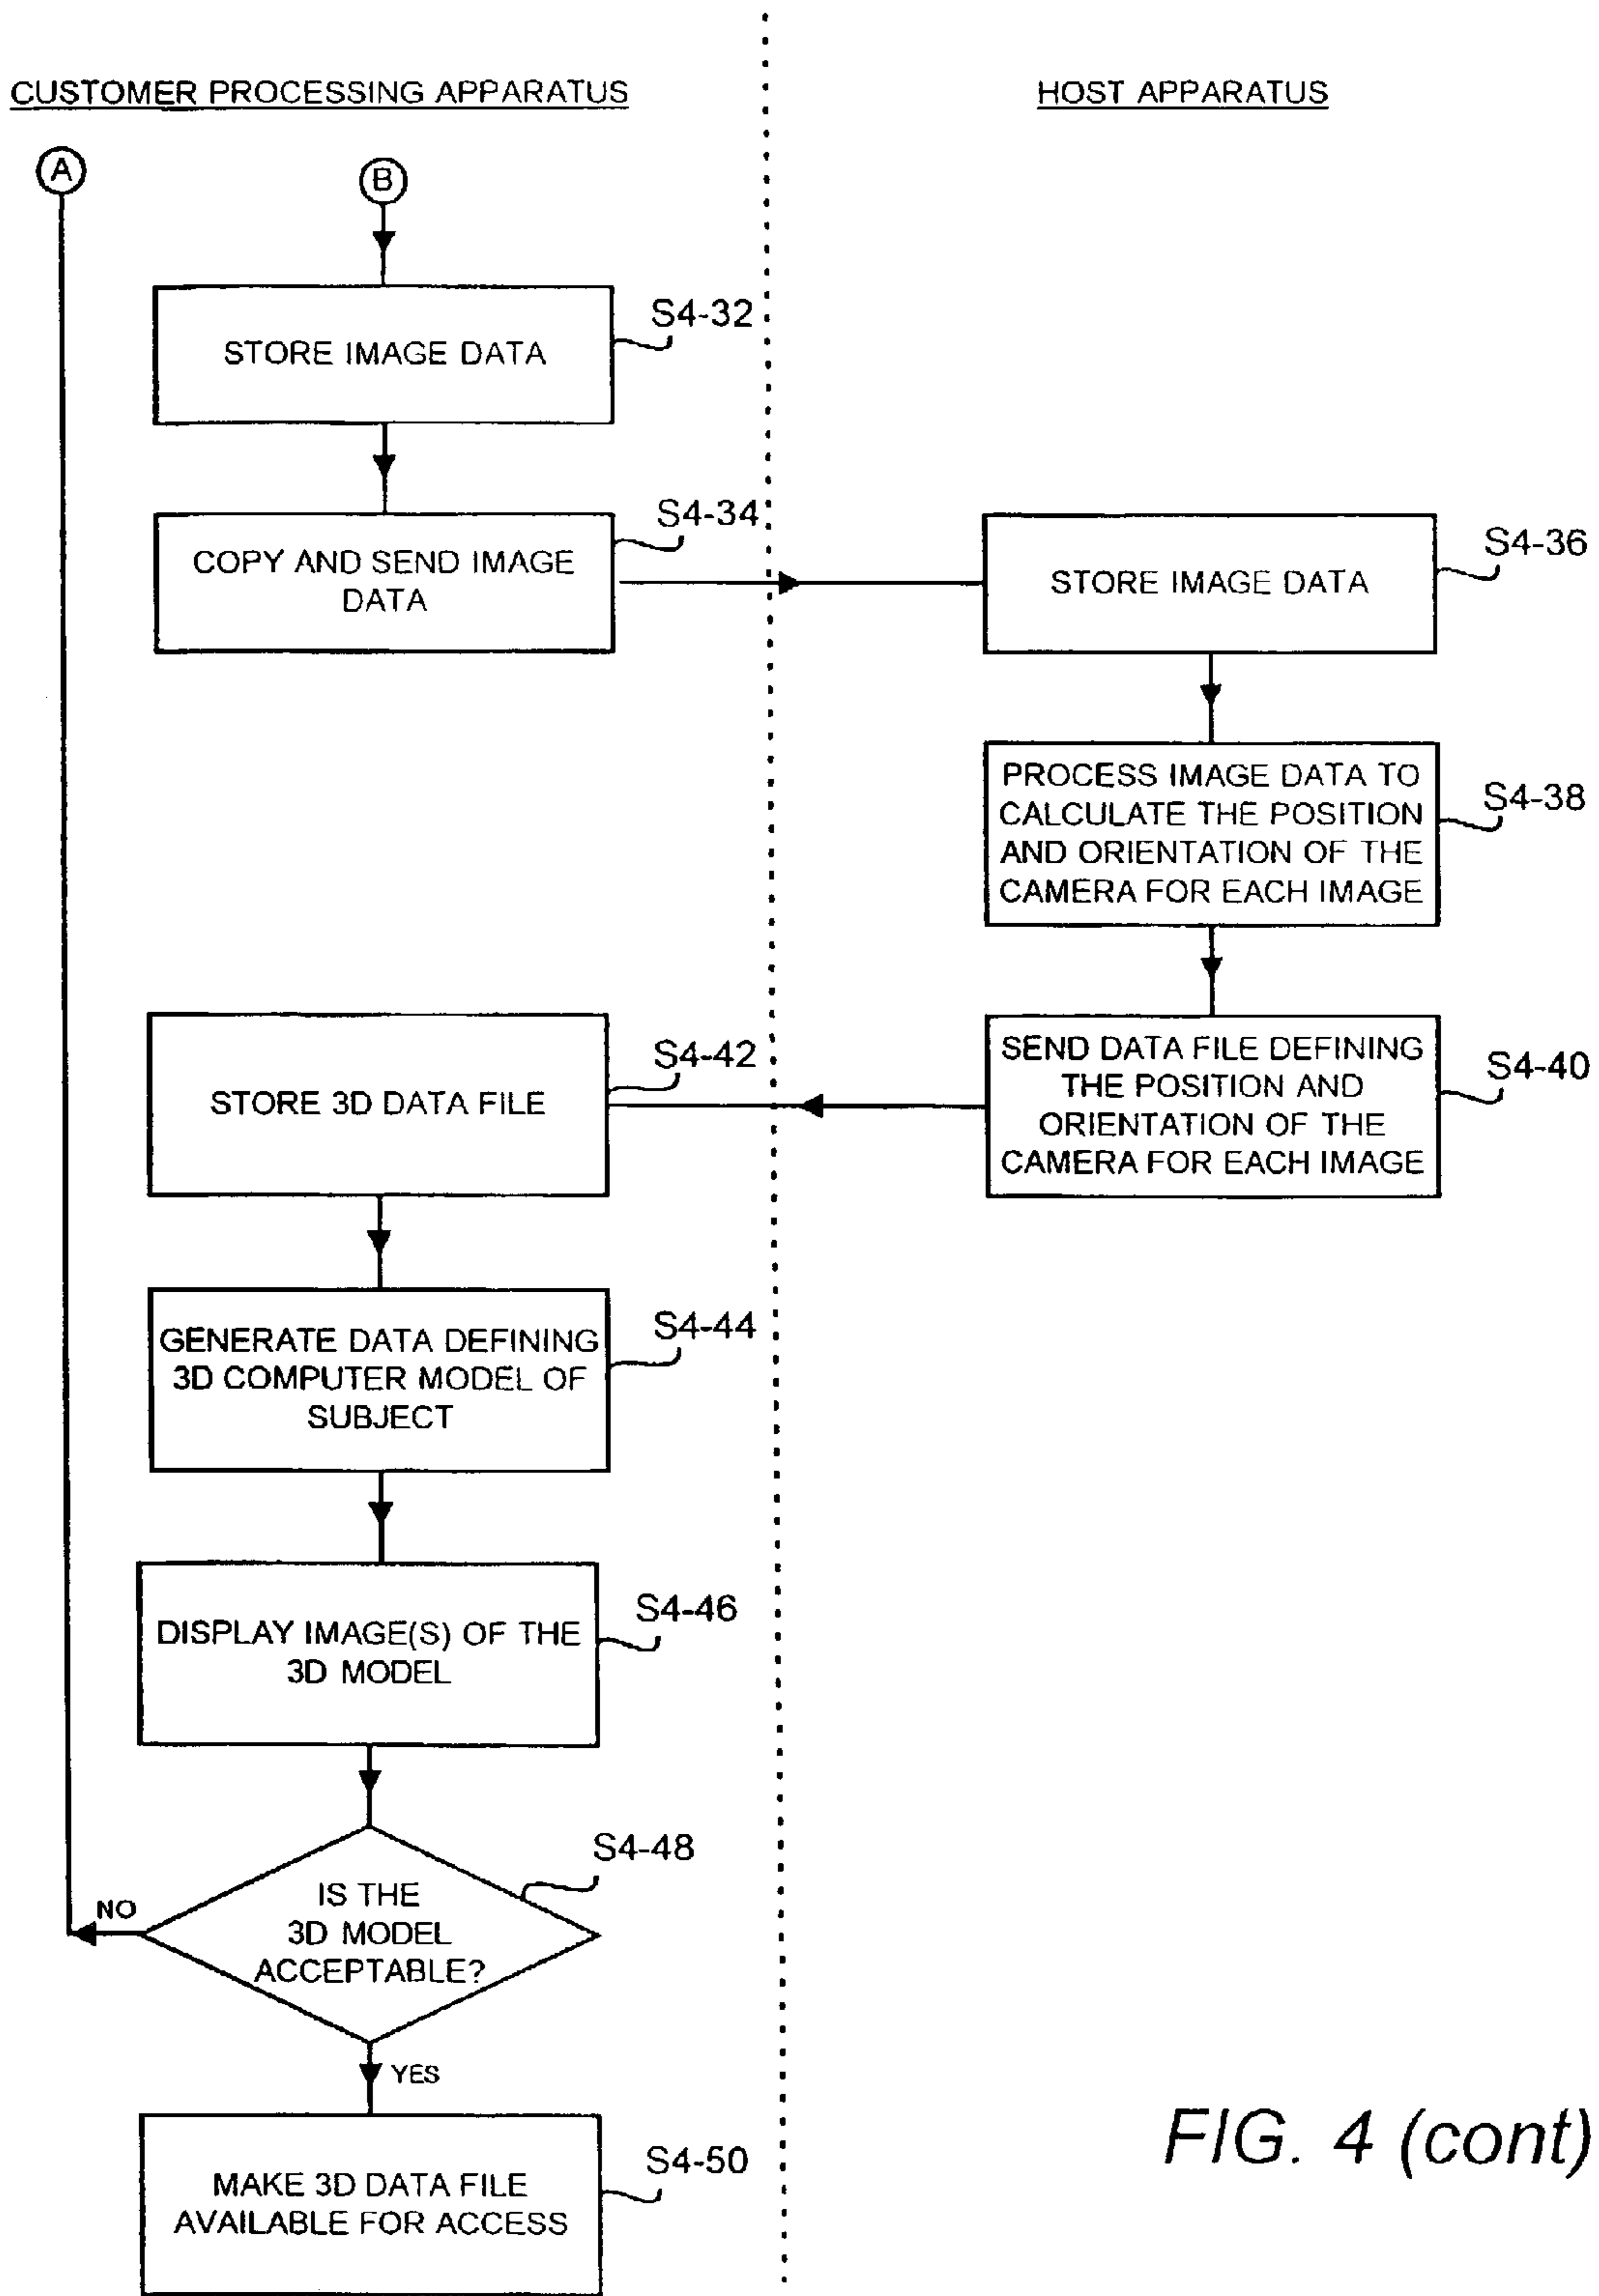 CUSTOMER PROCESSING APPARATUS
HOST APPARATUS
A
B
STORE IMAGE DATA
S4-32
COPY AND SEND IMAGE
DATA
S4-34
STORE IMAGE DATA
S4-36
PROCESS IMAGE DATA TO
CALCULATE THE POSITION
AND ORIENTATION OF THE
CAMERA FOR EACH IMAGE
S4-38
SEND DATA FILE DEFINING
THE POSITION AND
ORIENTATION OF THE
CAMERA FOR EACH IMAGE
S4-40
STORE 3D DATA FILE
S4-42
GENERATE DATA DEFINING
3D COMPUTER MODEL OF
SUBJECT
S4-44
DISPLAY IMAGE(S) OF THE
3D MODEL
S4-46
IS THE
3D MODEL
ACCEPTABLE?
S4-48
NO
YES
MAKE 3D DATA FILE
AVAILABLE FOR ACCESS
S4-50
FIG. 4 (cont)